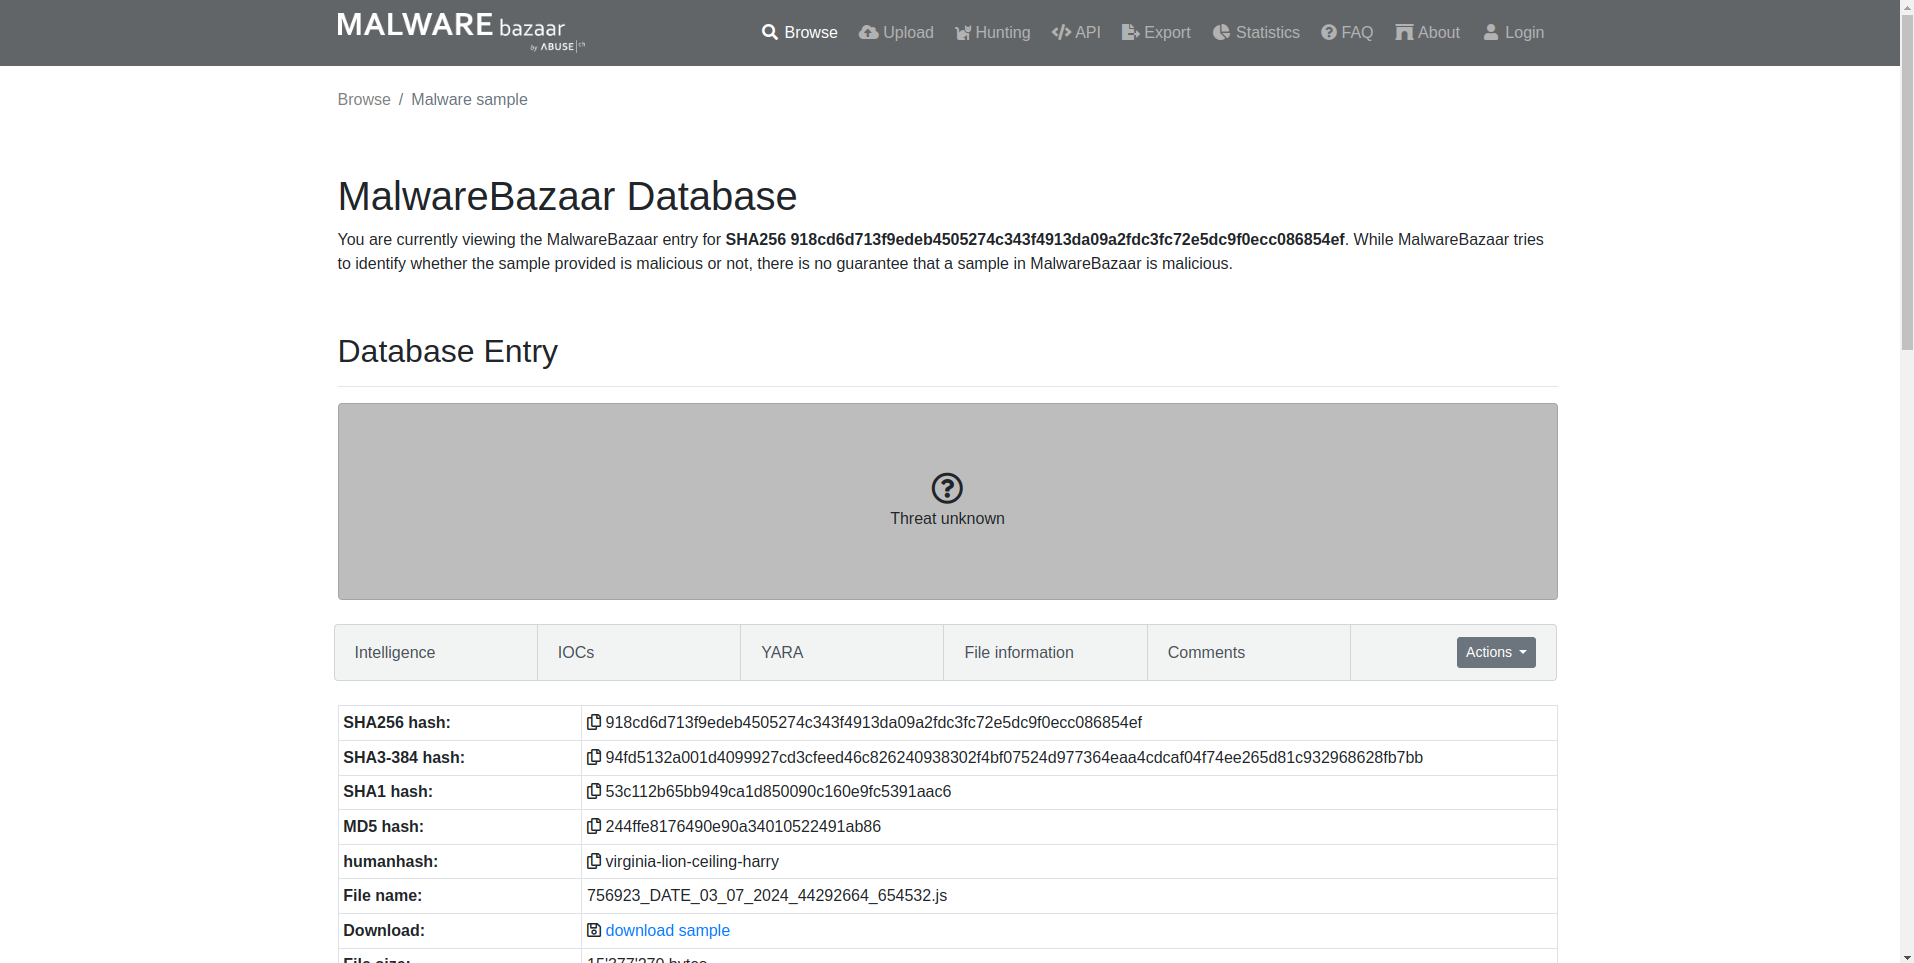 MALWARE bazaar
by ABUSE|ch
Browse Upload Hunting API Export Statistics FAQ About Login
Browse / Malware sample
MalwareBazaar Database
You are currently viewing the MalwareBazaar entry for SHA256 918cd6d713f9edeb4505274c343f4913da09a2fdc3fc72e5dc9f0ecc086854ef. While MalwareBazaar tries
to identify whether the sample provided is malicious or not, there is no guarantee that a sample in MalwareBazaar is malicious.
Database Entry
Threat unknown
Intelligence IOCs YARA File information Comments Actions
SHA256 hash: 918cd6d713f9edeb4505274c343f4913da09a2fdc3fc72e5dc9f0ecc086854ef
SHA3-384 hash: 94fd5132a001d4099927cd3cfeed46c826240938302f4bf07524d977364eaa4cdcaf04f74ee265d81c932968628fb7bb
SHA1 hash: 53c112b65bb949ca1d850090c160e9fc5391aac6
MD5 hash: 244ffe8176490e90a34010522491ab86
humanhash: virginia-lion-ceiling-harry
File name: 756923_DATE_03_07_2024_44292664_654532.js
Download: download sample
File size: 15'377'270 bytes